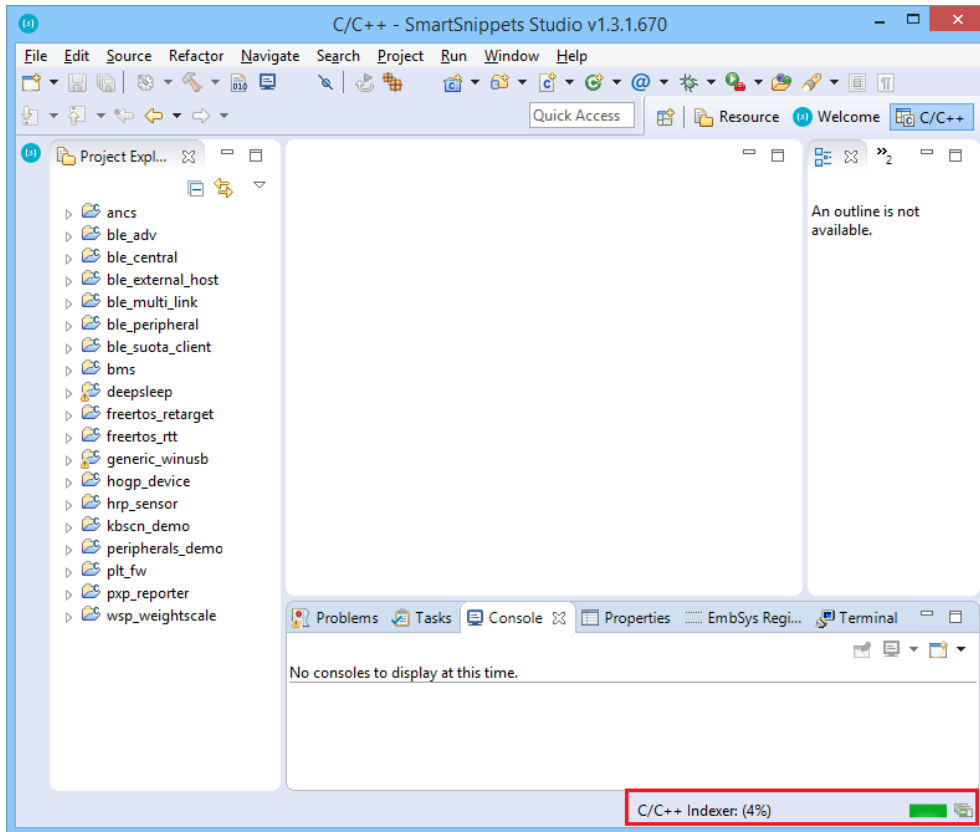 C/C++ - SmartSnippets Studio v1.3.1.670
File Edit Source Refactor Navigate Search Project Run Window Help
010
Quick Access Resource Welcome C/C++
Project Expl... »2
An outline is not
available.
ancs
ble_adv
ble_central
ble_external_host
ble_multi_link
ble_peripheral
ble_suota_client
bms
deepsleep
freertos_retarget
freertos_rtt
generic_winusb
hogp_device
hrp_sensor
kbscn_demo
peripherals_demo
plt_fw
pxp_reporter
wsp_weightscale
Problems Tasks Console Properties EmbSys Regi... Terminal
No consoles to display at this time.
C/C++ Indexer: (4%)